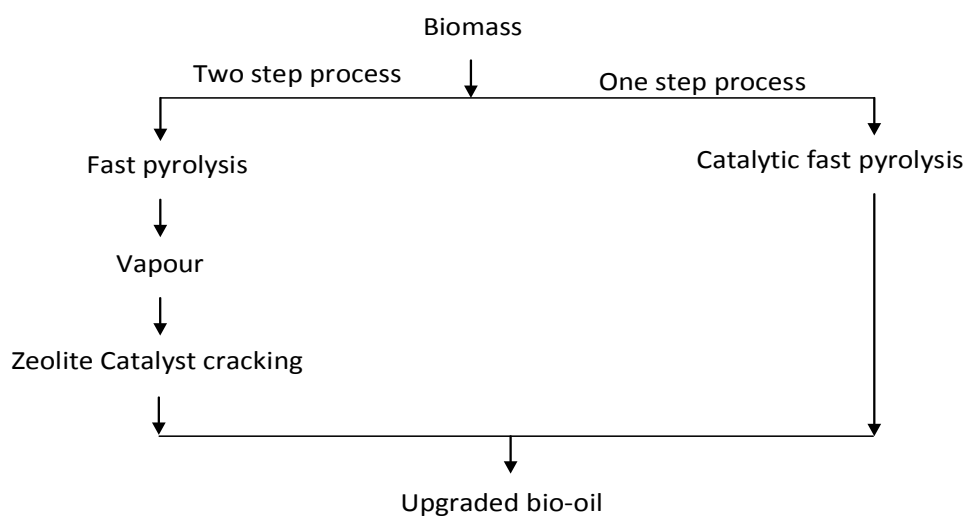 Biomass
Two step process
One step process
Fast pyrolysis
Catalytic fast pyrolysis
Vapour
Zeolite Catalyst cracking
Upgraded bio-oil